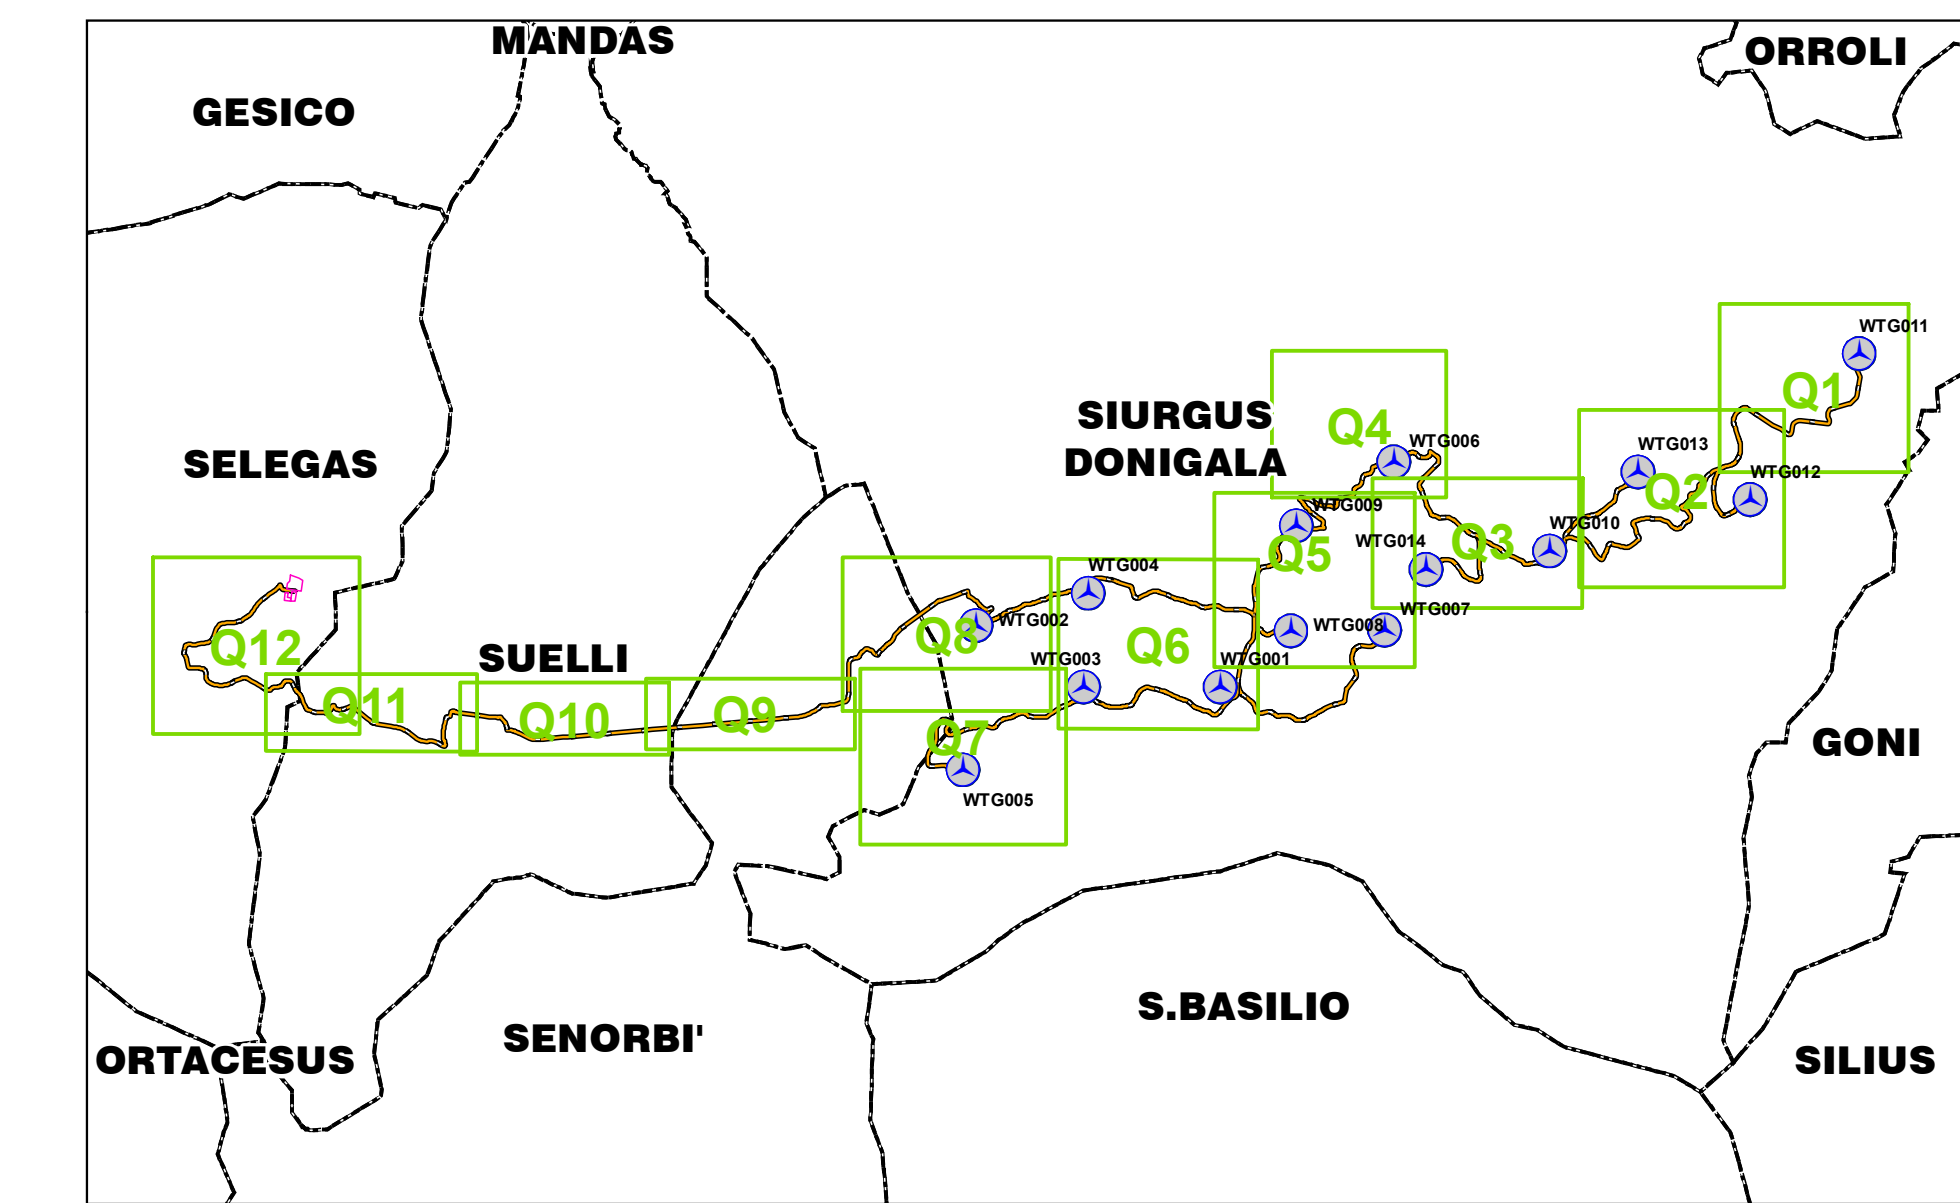 MANDAS
ORROLI
GESICO
WTG011
Q1
SIURGUS
DONIGALA
Q4
WTG006
WTG013
SELEGAS
WTG012
Q2
WTG009
WTG010
WTG014
Q3
Q5
WTG004
WTG007
WTG002
WTG008
Q8
Q12
Q6
SUELLI
WTG003
WTG001
Q11
Q10
Q9
Q7
GONI
WTG005
S.BASILIO
SENORBI'
ORTACESUS
SILIUS